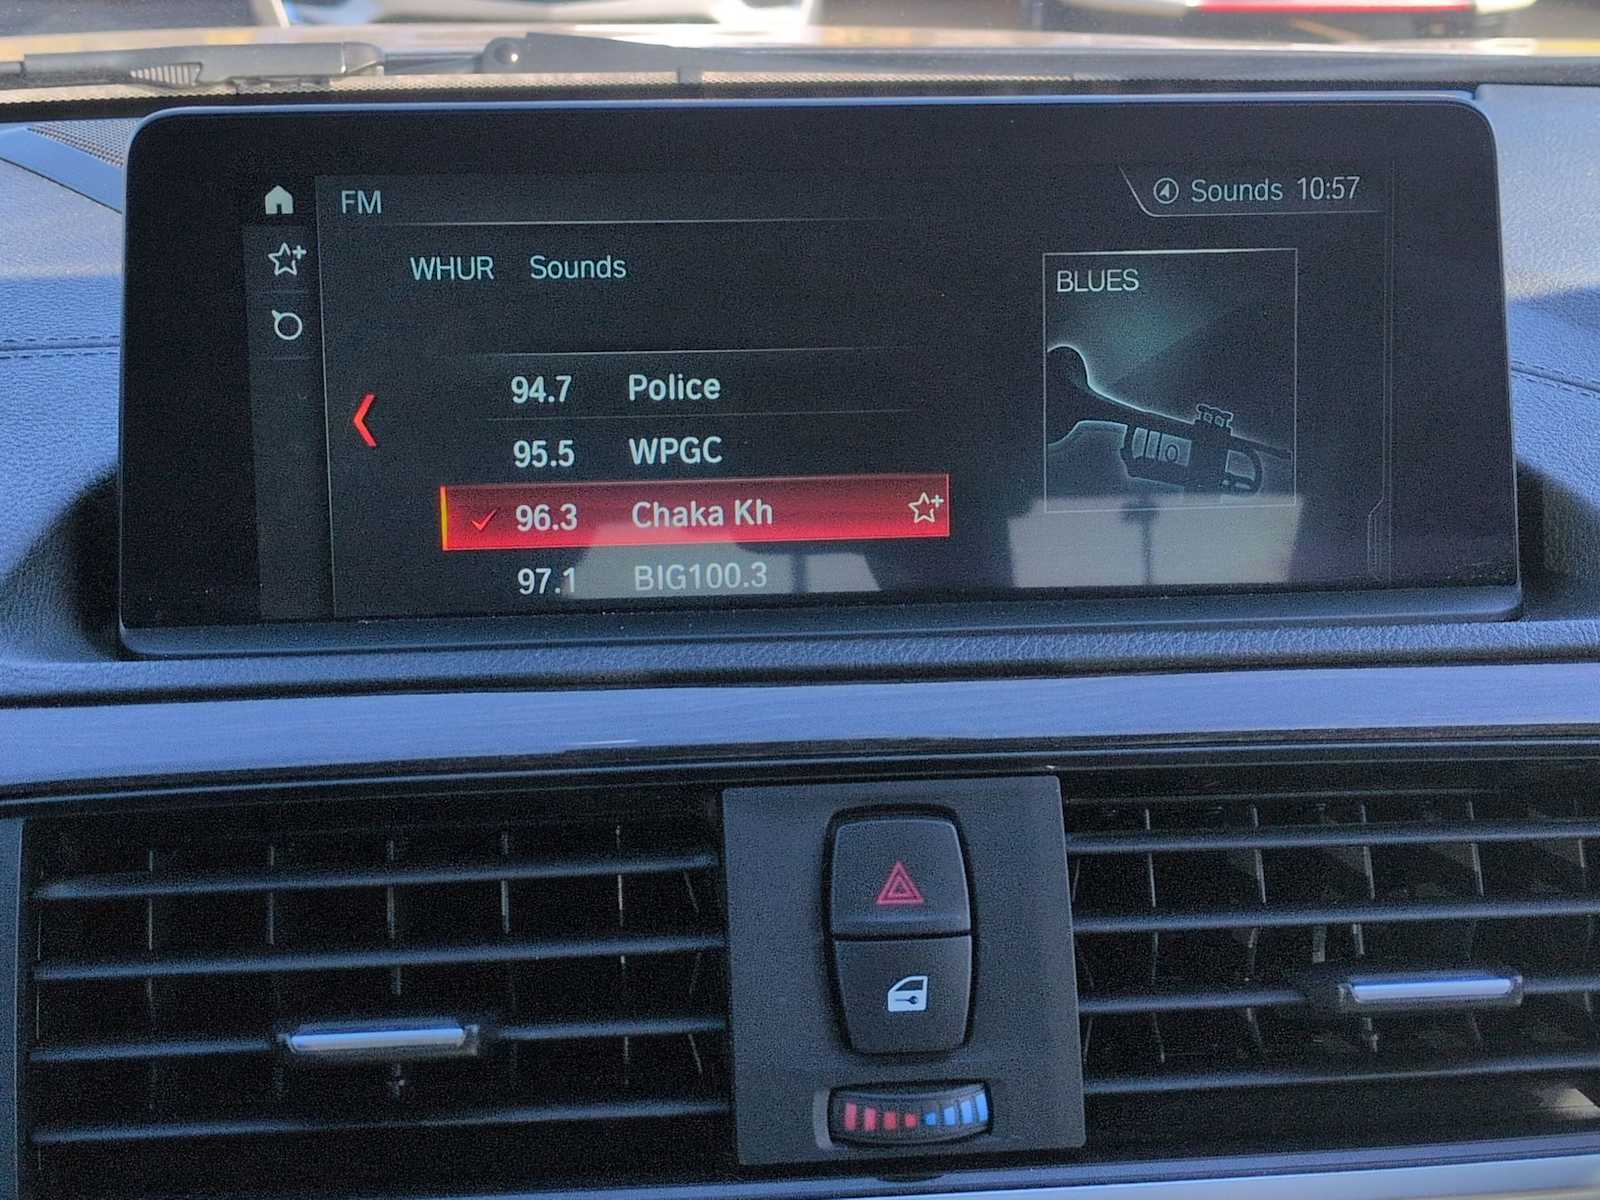 FM
Sounds 10:57
WHUR Sounds
BLUES
94.7 Police
95.5 WPGC
96.3 Chaka Kh
97.1 BIG100.3